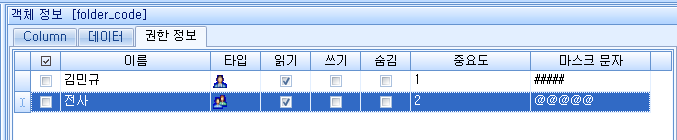 객체 정보 [folder_code]
Column 데이터 권한 정보
이름 타입 읽기 쓰기 숨김 중요도 마스크 문자
김민규 1 #####
전사 2 @@@@@